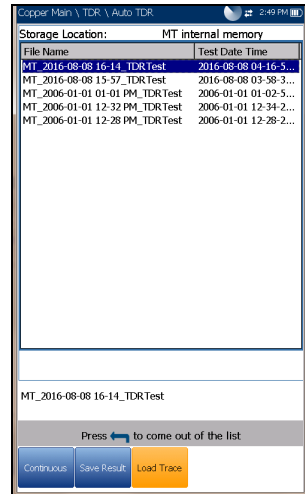 Copper Main \ TDR \ Auto TDR 2:49 PM
Storage Location: MT internal memory
File Name Test Date Time
MT_2016-08-08 16-14_TDRTest 2016-08-08 04-16-5...
MT_2016-08-08 15-57_TDRTest 2016-08-08 03-58-3...
MT_2006-01-01 01-01 PM_TDRTest 2006-01-01 01-02-5...
MT_2006-01-01 12-32 PM_TDRTest 2006-01-01 12-34-2...
MT_2006-01-01 12-28 PM_TDRTest 2006-01-01 12-28-2...
MT_2016-08-08 16-14_TDRTest
Press to come out of the list
Continuous Save Result Load Trace